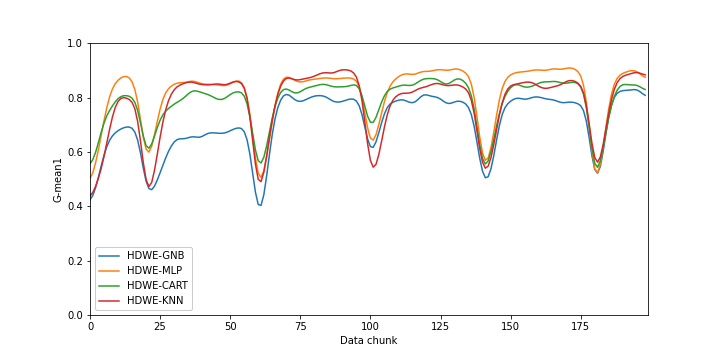 1.0
0.8
0.6
0.4
0.2
0.0
G-mean1
HDWE-GNB
HDWE-MLP
HDWE-CART
HDWE-KNN
0 25 50 75 100 125 150 175
Data chunk